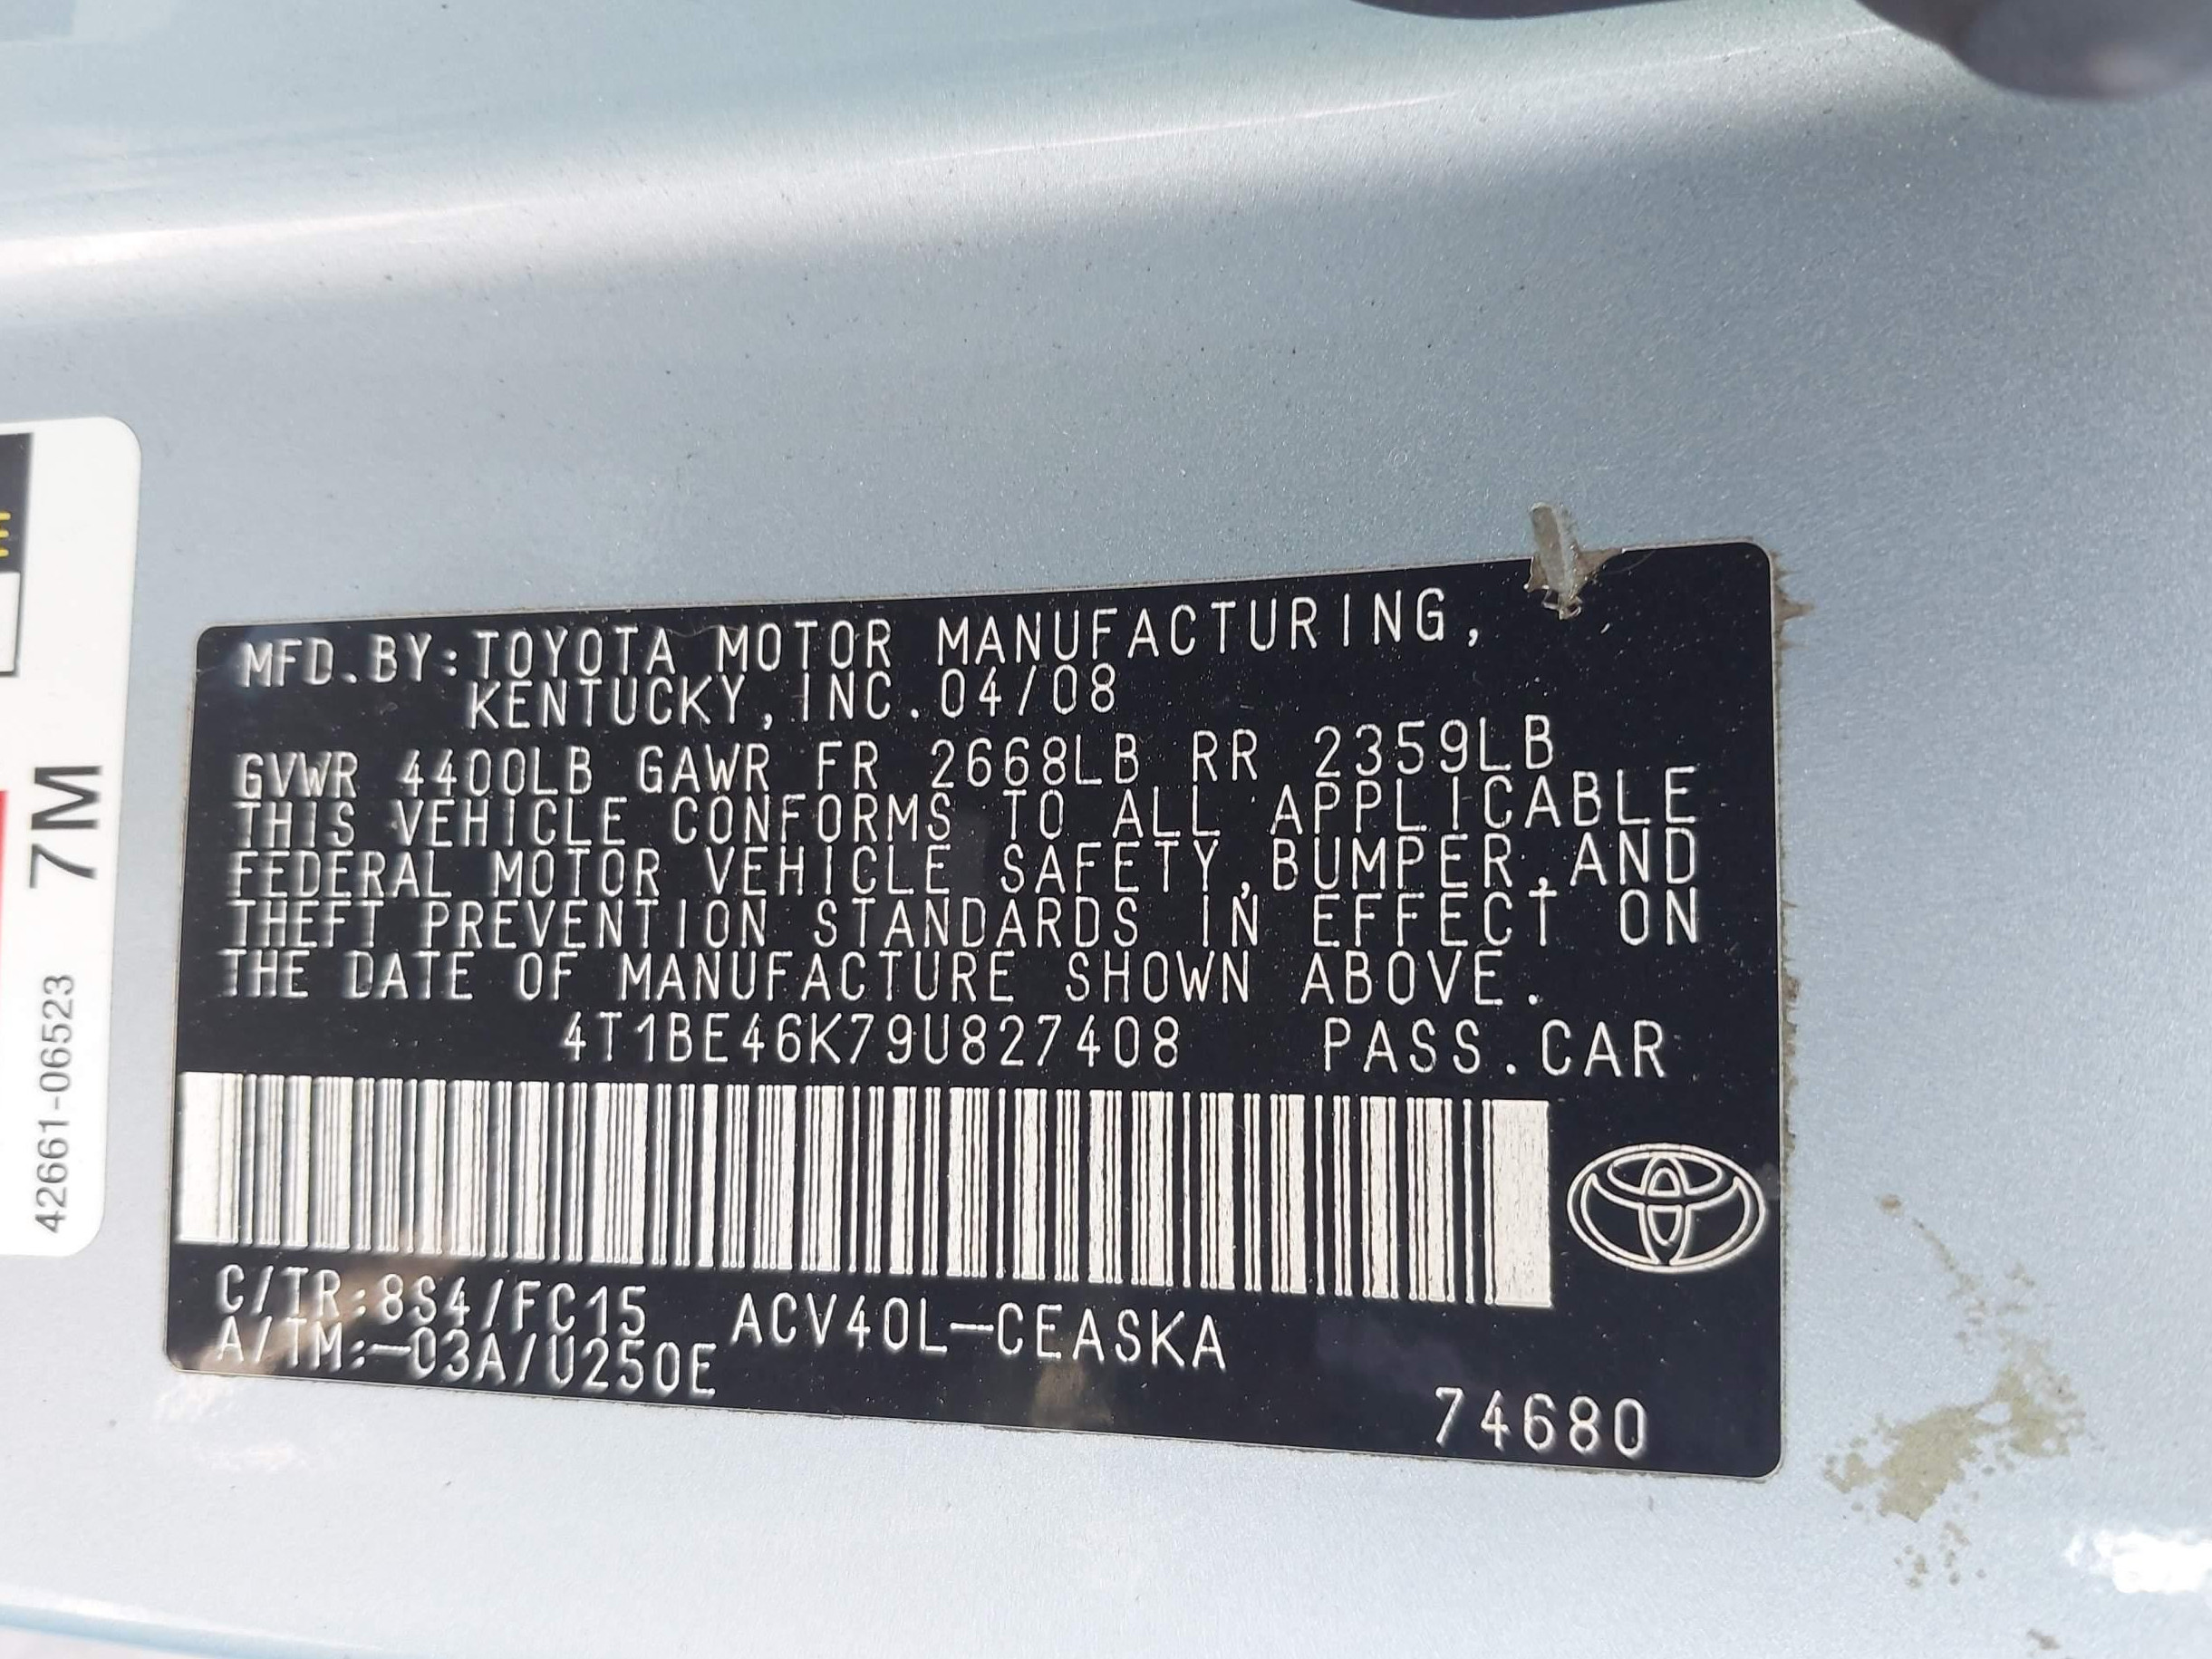 MFD.BY:TOYOTA MOTOR MANUFACTURING,
KENTUCKY,INC.04/08
GVWR 4400LB GAWR FR 2668LB RR 2359LB
THIS VEHICLE CONFORMS TO ALL APPLICABLE
FEDERAL MOTOR VEHICLE SAFETY,BUMPER,AND
THEFT PREVENTION STANDARDS IN EFFECT ON
THE DATE OF MANUFACTURE SHOWN ABOVE.
4T1BE46K79U827408 PASS.CAR
C/TR:8S4/FC15 ACV40L-CEASKA
A/TM:-03A/U250E
74680
42661-06523 7M